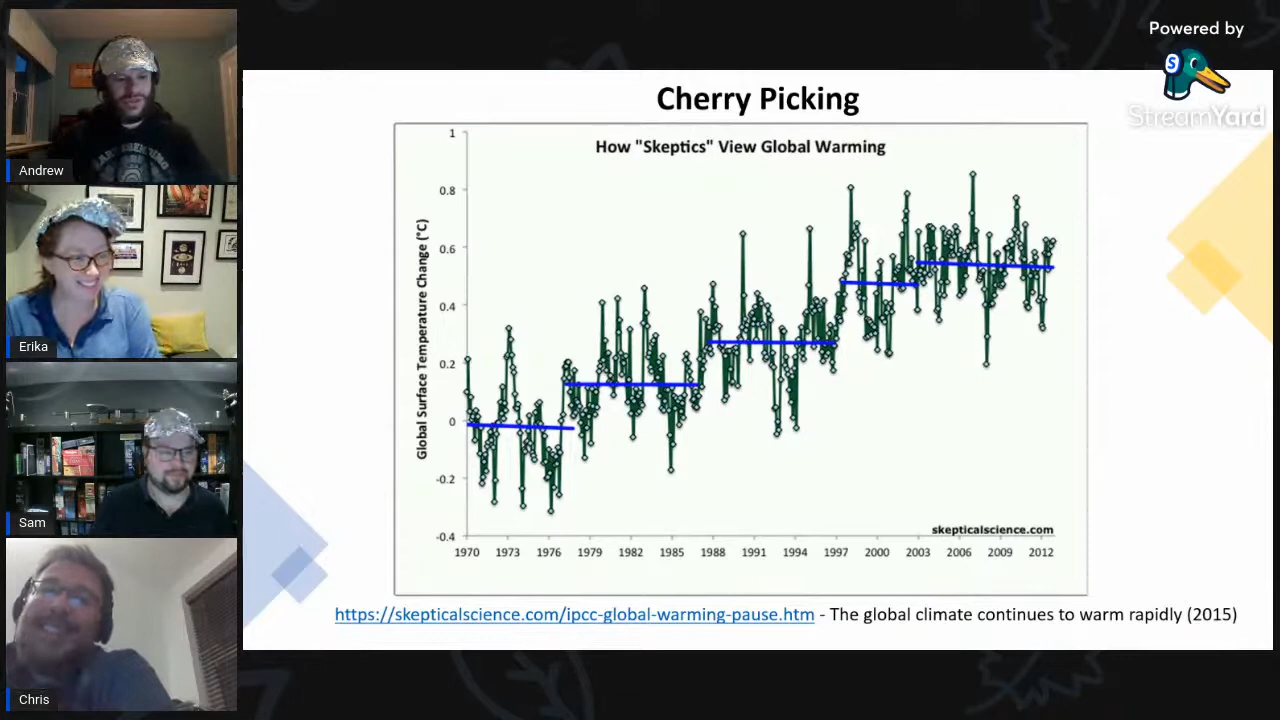 Powered by
S
StreamYard
Andrew
Erika
Sam
Chris
Cherry Picking
How "Skeptics" View Global Warming
Global Surface Temperature Change (°C)
1
0.8
0.6
0.4
0.2
0
-0.2
-0.4
1970 1973 1976 1979 1982 1985 1988 1991 1994 1997 2000 2003 2006 2009 2012
skepticalscience.com
https://skepticalscience.com/ipcc-global-warming-pause.htm - The global climate continues to warm rapidly (2015)